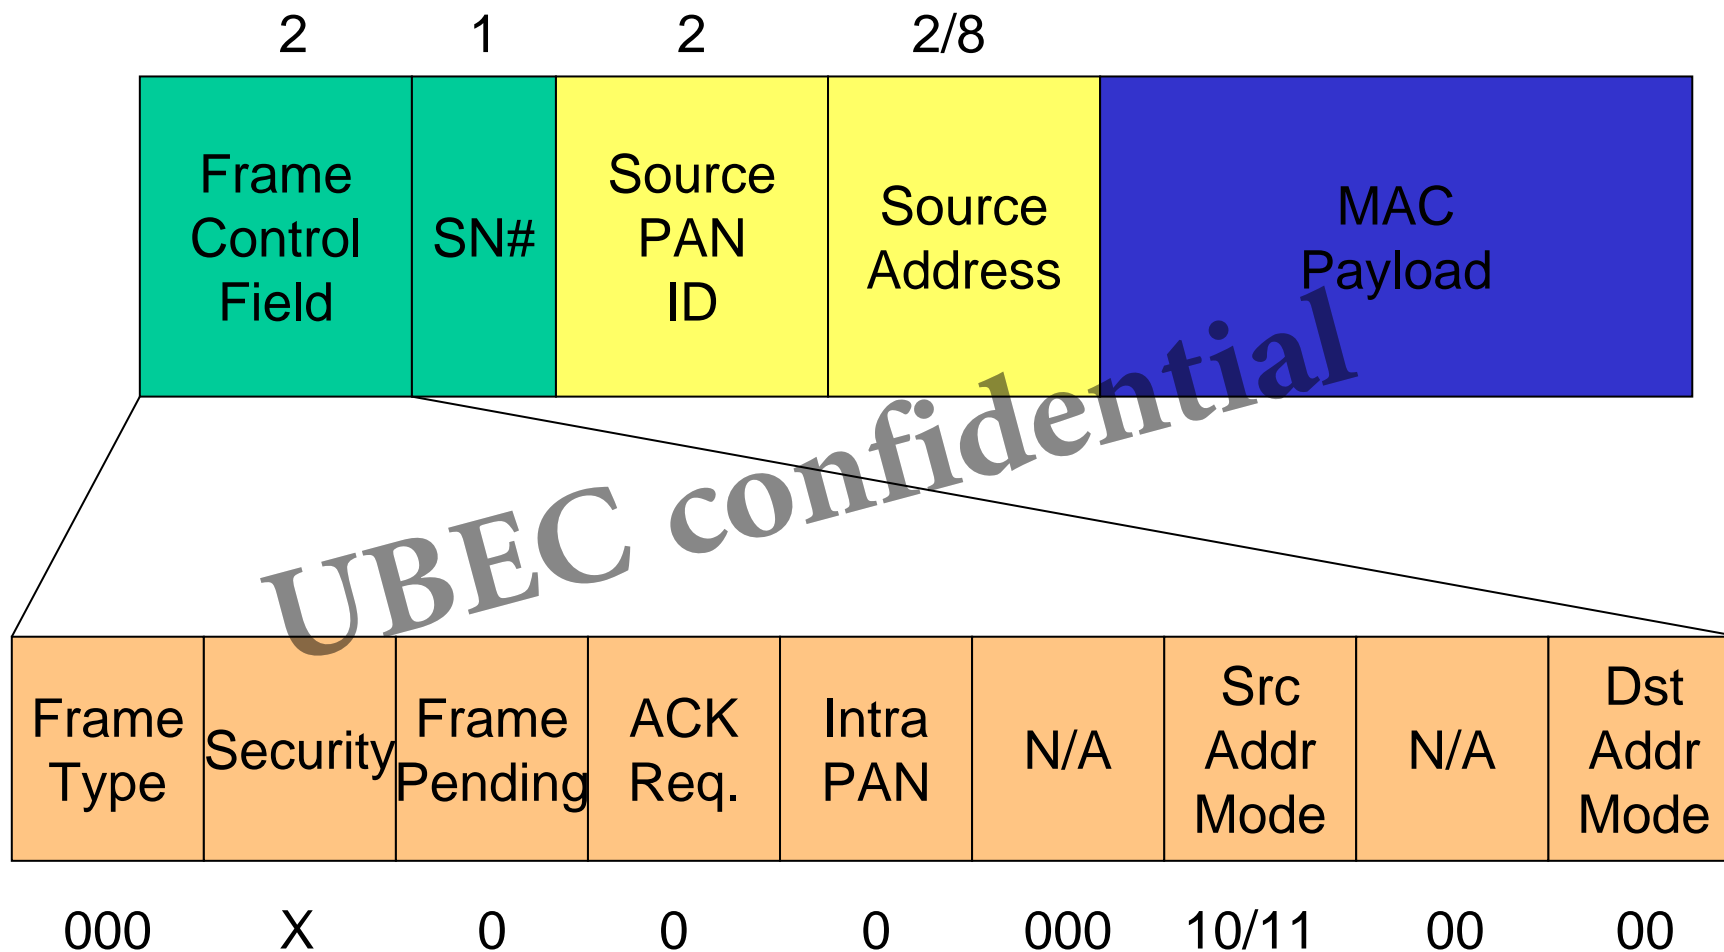 2 1 2 2/8
Frame
Control
Field
SN#
Source
PAN
ID
Source
Address
MAC
Payload
UBEC confidential
Frame
Type
Security
Frame
Pending
ACK
Req.
Intra
PAN
N/A
Src
Addr
Mode
N/A
Dst
Addr
Mode
000 X 0 0 0 000 10/11 00 00